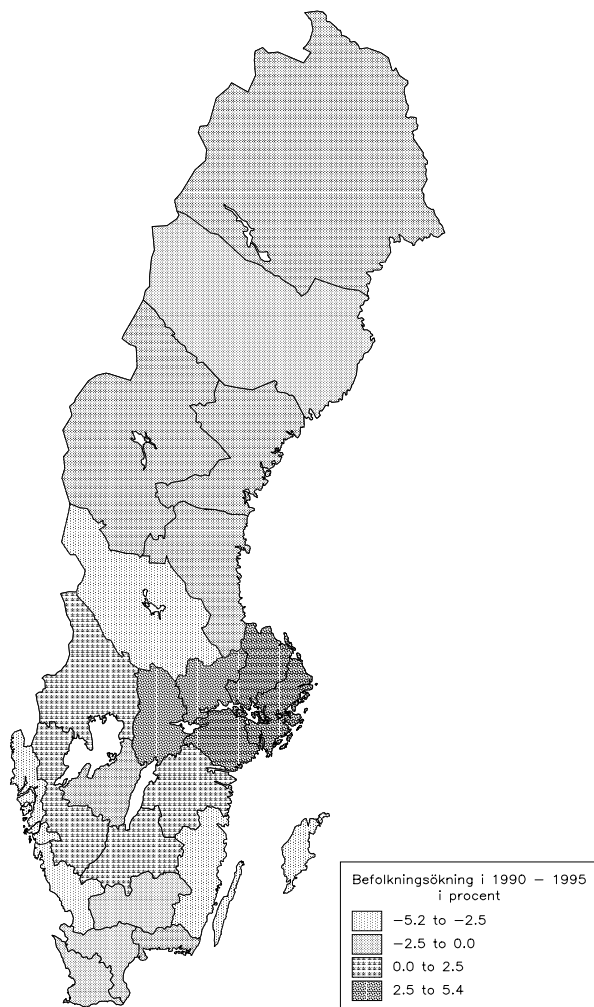 Befolkningsökning i 1990 − 1995
i procent
−5.2 to −2.5
−2.5 to 0.0
0.0 to 2.5
2.5 to 5.4